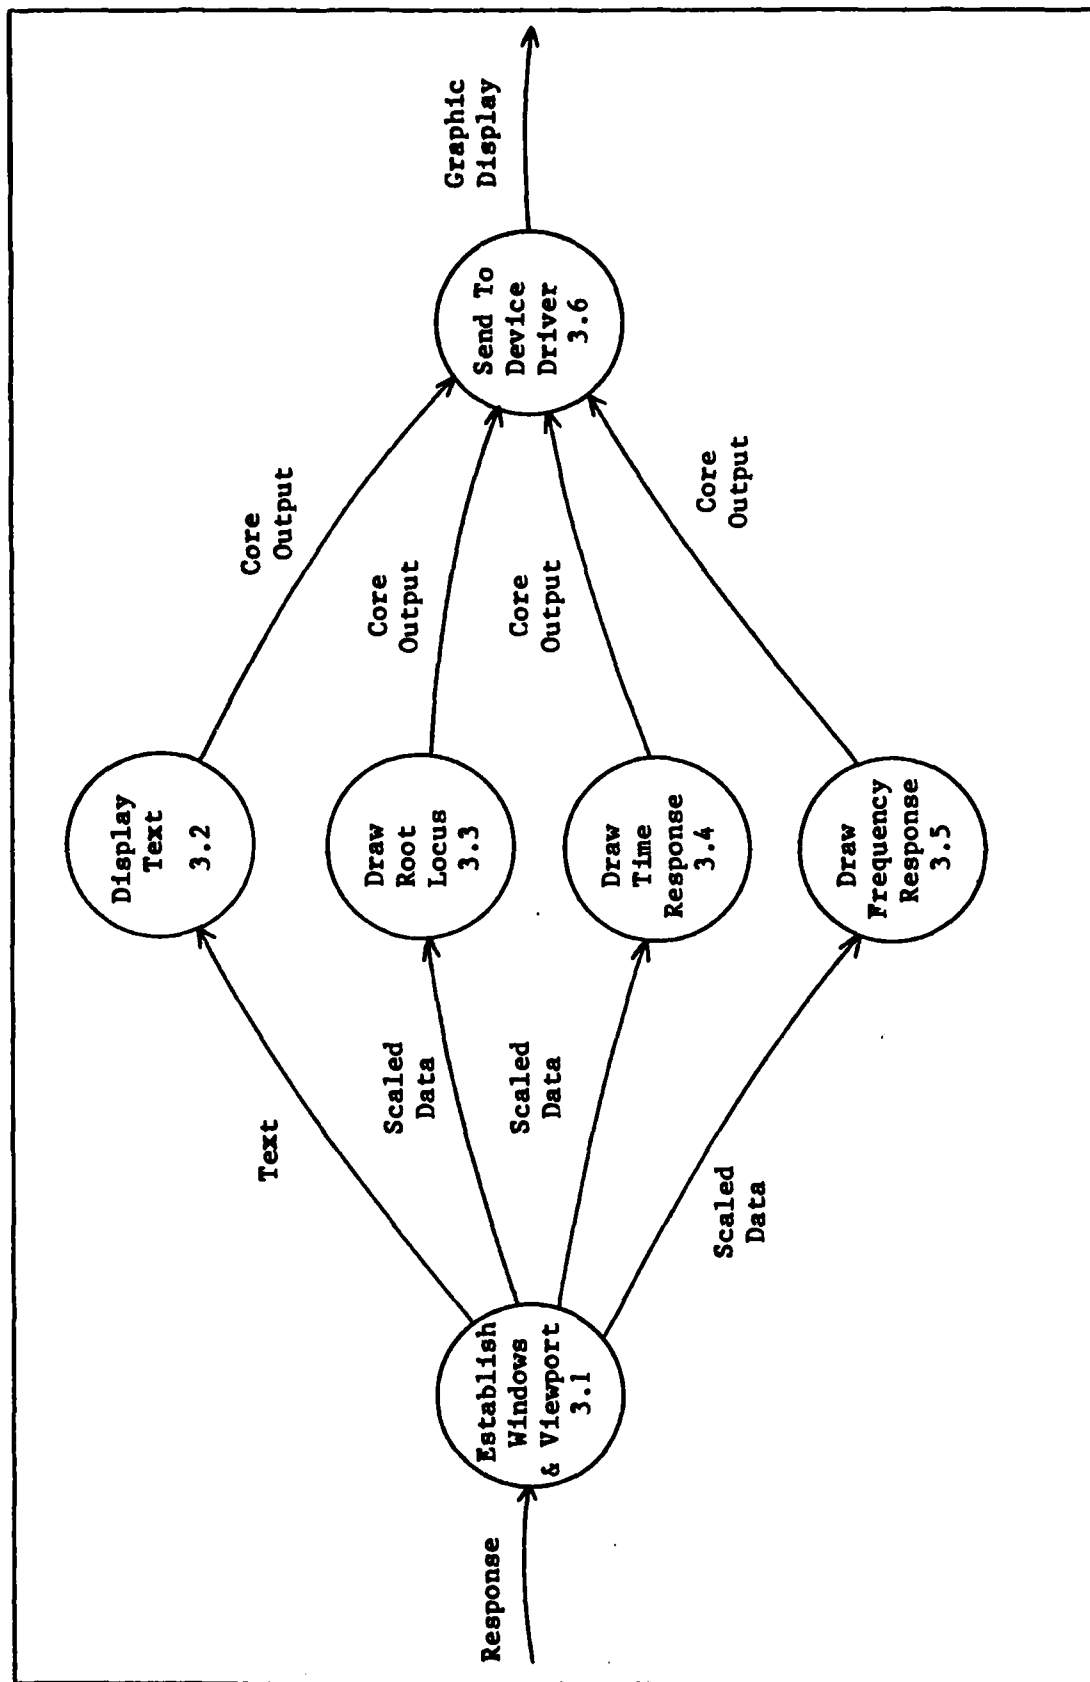 Response
Establish
Windows
& Viewport
3.1
Text
Scaled
Data
Scaled
Data
Scaled
Data
Display
Text
3.2
Draw
Root
Locus
3.3
Draw
Time
Response
3.4
Draw
Frequency
Response
3.5
Core
Output
Core
Output
Core
Output
Core
Output
Send To
Device
Driver
3.6
Graphic
Display